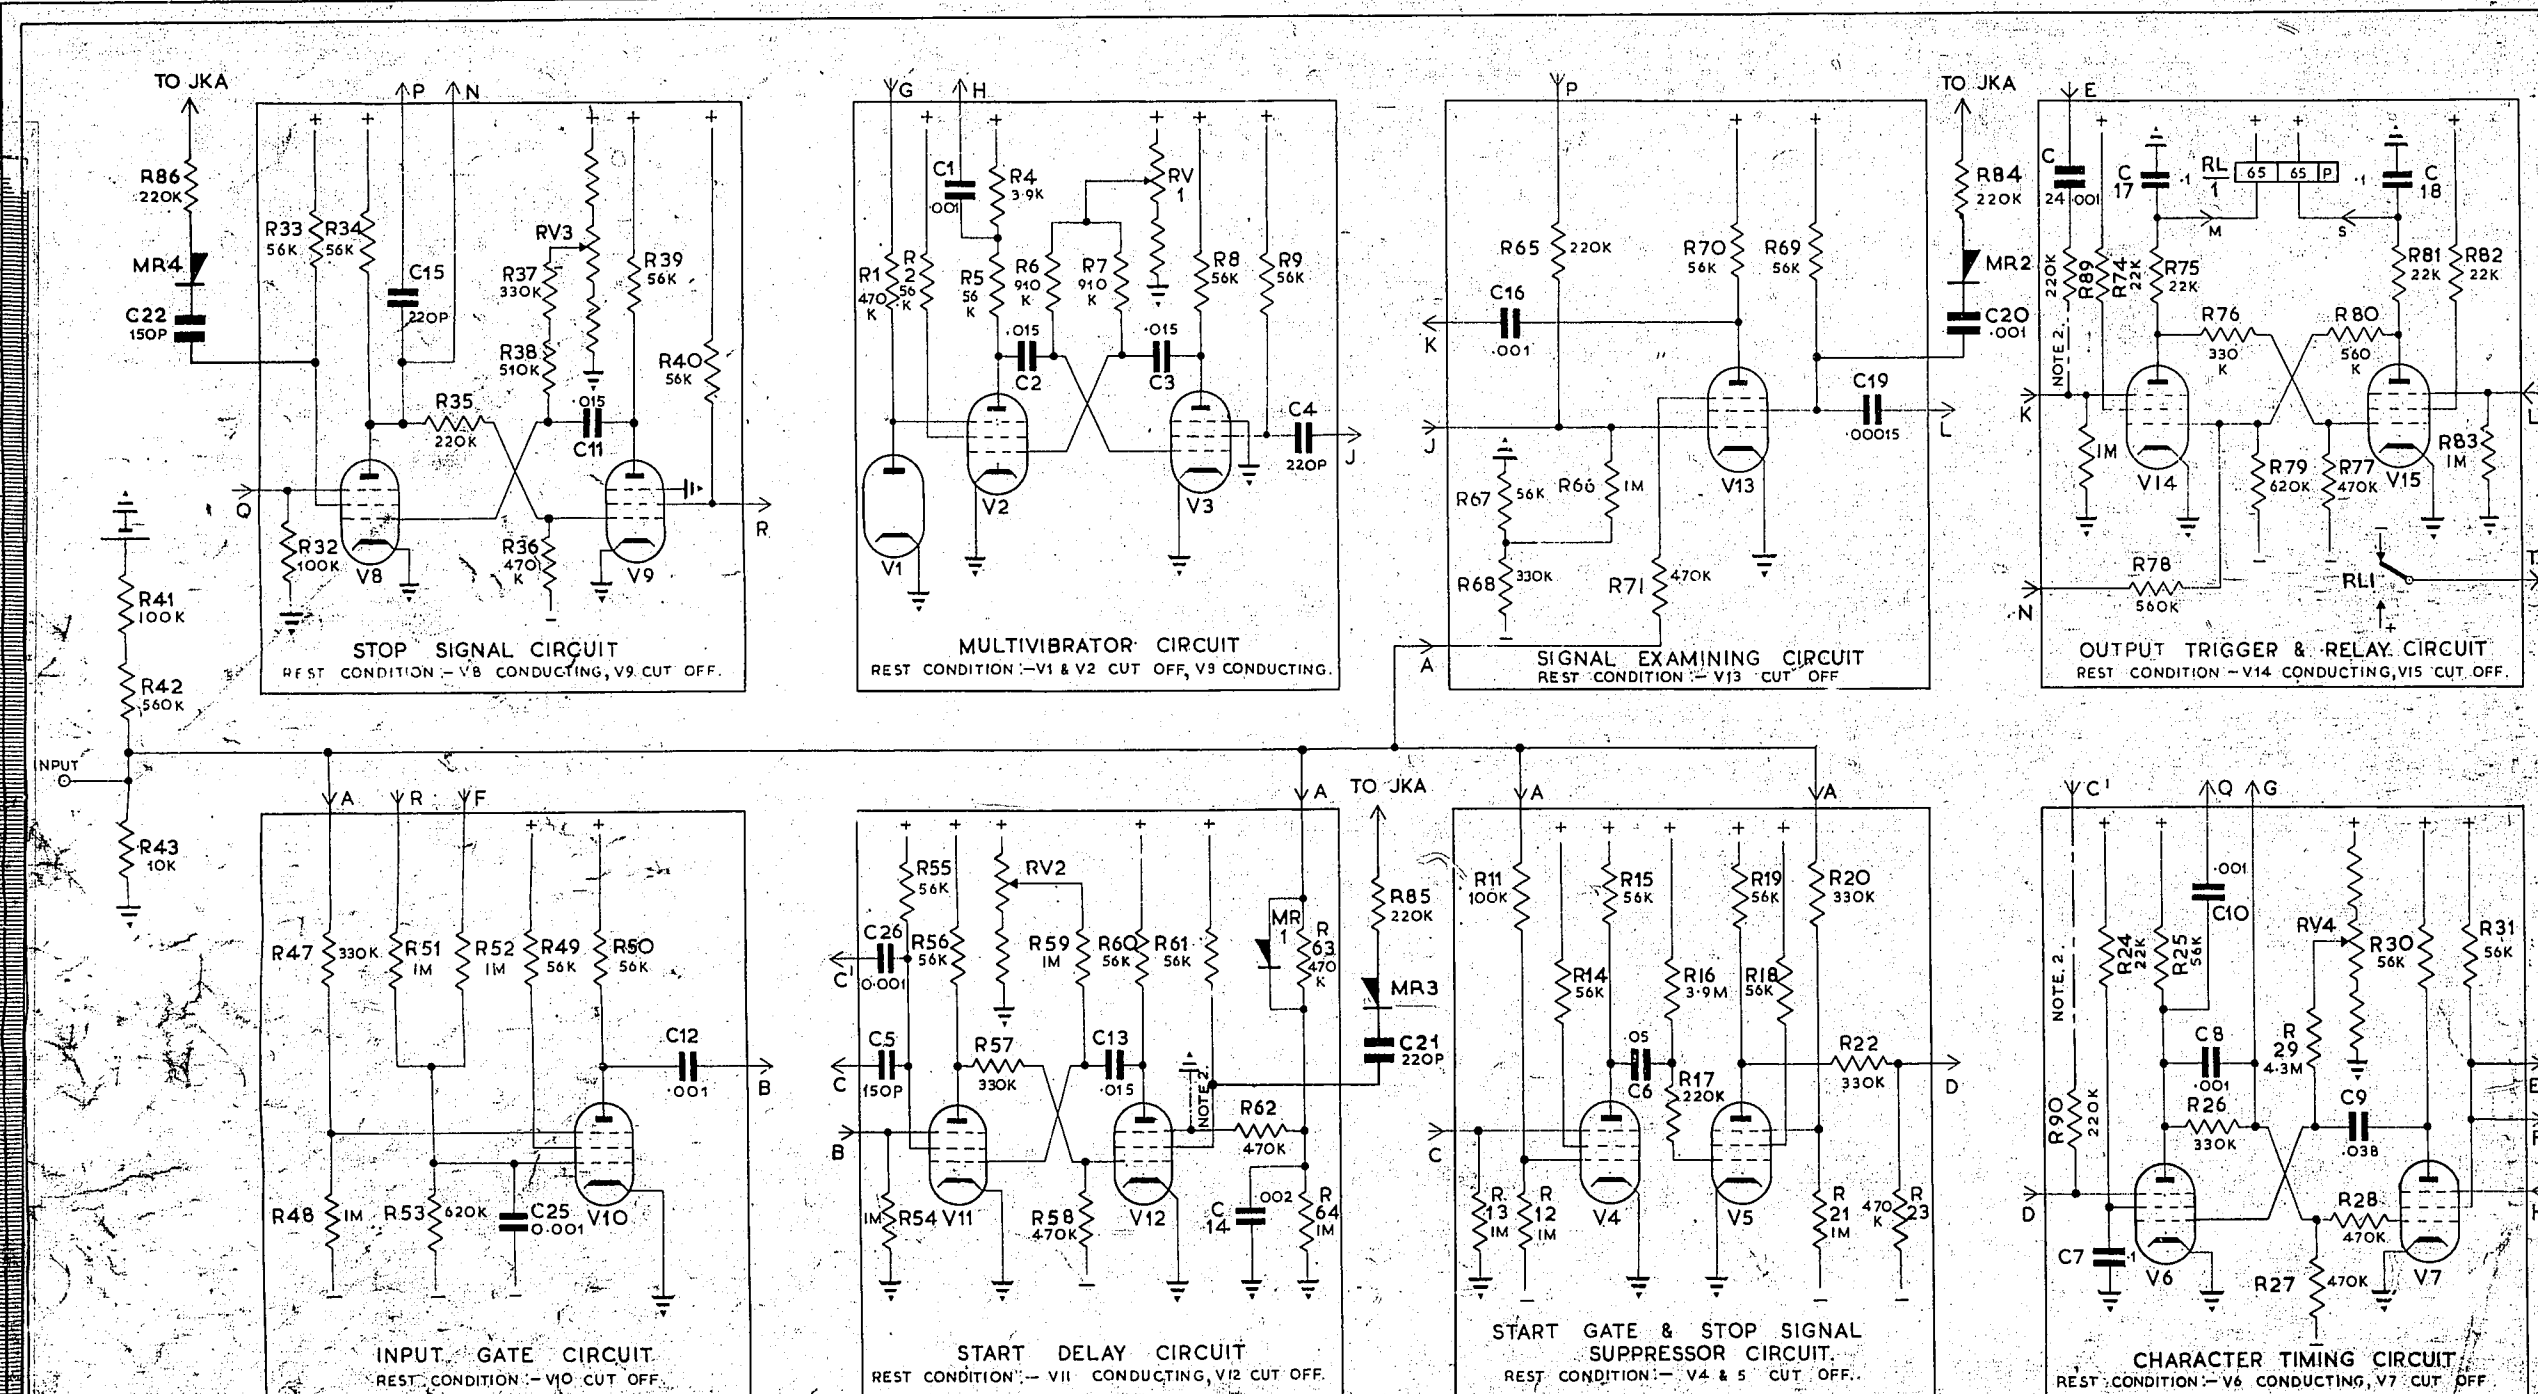 TO JKA
R86
220K
MR4
C22
150P
P
N
R33
56K
R34
56K
C15
220P
RV3
R37
330K
R38
510K
R39
56K
R40
56K
R35
220K
.015
C11
Q
R
R32
100K
V8
R36
470
K
V9
STOP SIGNAL CIRCUIT
REST CONDITION:- V8 CONDUCTING, V9 CUT OFF.
R41
100K
R42
560K
INPUT
R43
10K
G
H
C1
.001
R4
3.9K
RV
1
R1
470
K
R
2
56
K
R5
56
K
R6
910
K
R7
910
K
R8
56K
R9
56K
.015
C2
.015
C3
C4
220P
J
V1
V2
V3
MULTIVIBRATOR CIRCUIT
REST CONDITION:-V1 & V2 CUT OFF, V3 CONDUCTING.
P
R65
220K
R70
56K
R69
56K
C16
.001
K
J
C19
.00015
L
R67
56K
R66
1M
V13
R68
330K
R71
470K
A
SIGNAL EXAMINING CIRCUIT
REST CONDITION:- V13 CUT OFF
TO JKA
R84
220K
MR2
C20
.001
E
C
24
.001
C
17
.1
RL
1
65
65
P
.1
C
18
M
S
220K
R89
R74
22K
R75
22K
R81
22K
R82
22K
NOTE 2.
R76
330
K
R80
560
K
K
L
1M
V14
R79
620K
R77
470K
V15
R83
1M
R78
560K
N
RL1
T
OUTPUT TRIGGER & RELAY CIRCUIT
REST CONDITION - V14 CONDUCTING, V15 CUT OFF.
A
R
F
R47
330K
R51
1M
R52
1M
R49
56K
R50
56K
C12
.001
B
R48
1M
R53
620K
C25
0.001
V10
INPUT GATE CIRCUIT
REST CONDITION:- V10 CUT OFF.
A
TO JKA
R55
56K
RV2
C26
0.001
C'
R56
56K
R59
1M
R60
56K
R61
56K
MR
1
R
63
470
K
R85
220K
MR3
C21
220P
C5
150P
C
R57
330K
C13
.015
NOTE 2.
R62
470K
B
1M
R54
V11
R58
470K
V12
C
14
.002
R
64
1M
START DELAY CIRCUIT
REST CONDITION:- V11 CONDUCTING, V12 CUT OFF.
A
A
R11
100K
R15
56K
R19
56K
R20
330K
R14
56K
R16
3.9M
R18
56K
.05
C6
R17
220K
R22
330K
D
C
R
13
1M
R
12
1M
V4
V5
R
21
1M
470
K
R
23
START GATE & STOP SIGNAL
SUPPRESSOR CIRCUIT.
REST CONDITION:- V4 & 5 CUT OFF.
C'
Q
G
.001
C10
NOTE. 2.
R24
22K
R25
56K
RV4
R30
56K
R31
56K
C8
.001
R
29
4.3M
R90
220K
R26
330K
C9
.038
E
F
D
R28
470K
H
C7
.1
V6
R27
470K
V7
CHARACTER TIMING CIRCUIT
REST CONDITION:- V6 CONDUCTING, V7 CUT OFF